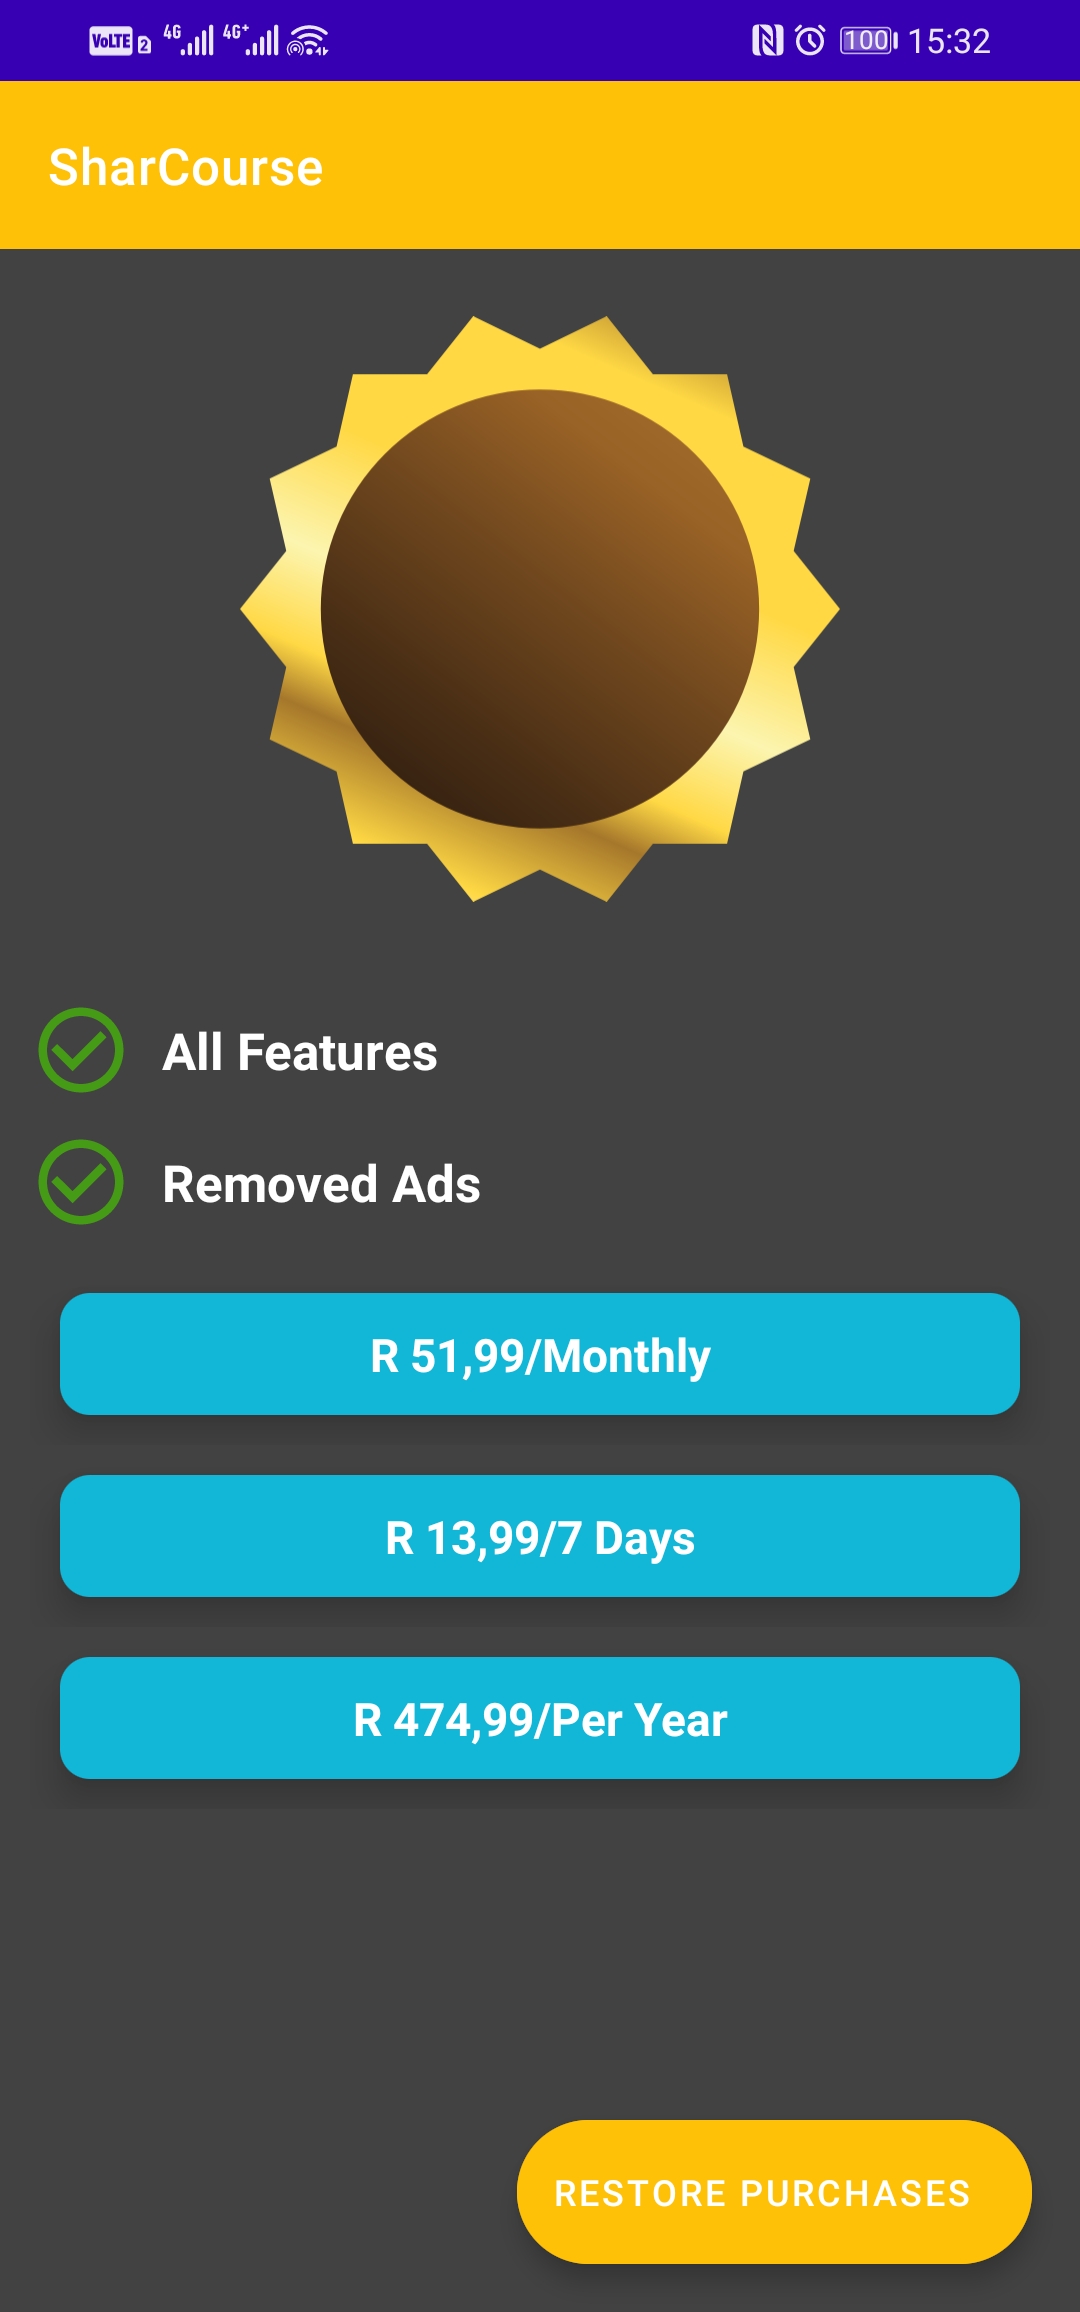 VoLTE 2 4G 4G+ 100 15:32
SharCourse
All Features
Removed Ads
R 51,99/Monthly
R 13,99/7 Days
R 474,99/Per Year
RESTORE PURCHASES